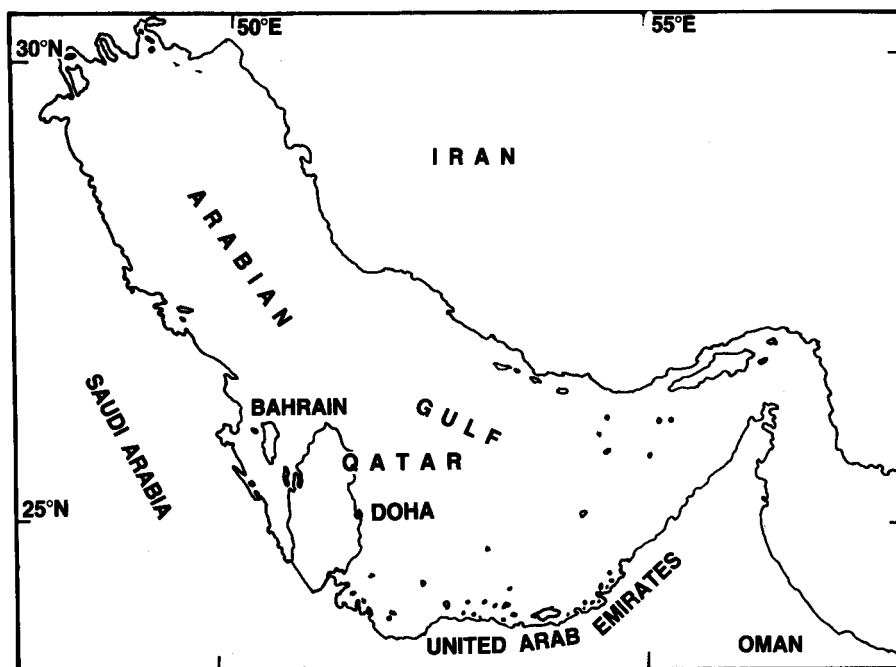 50°E
55°E
30°N
IRAN
ARABIAN
GULF
SAUDI ARABIA
BAHRAIN
QATAR
DOHA
25°N
UNITED ARAB EMIRATES
OMAN